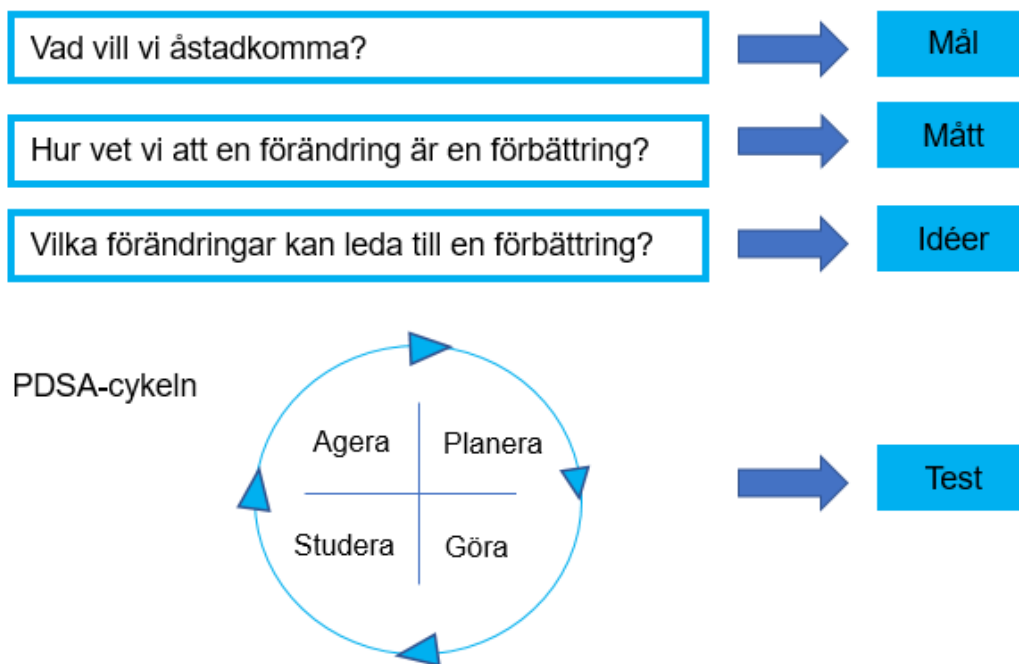 Vad vill vi åstadkomma?
Mål
Hur vet vi att en förändring är en förbättring?
Mått
Vilka förändringar kan leda till en förbättring?
Idéer
PDSA-cykeln
Agera
Planera
Test
Studera
Göra